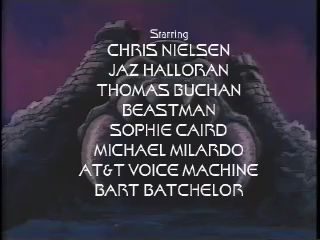 Starring
CHRIS NIELSEN
JAZ HALLORAN
THOMAS BUCHAN
BEASTMAN
SOPHIE CAIRD
MICHAEL MILARDO
AT&T VOICE MACHINE
BART BATCHELOR